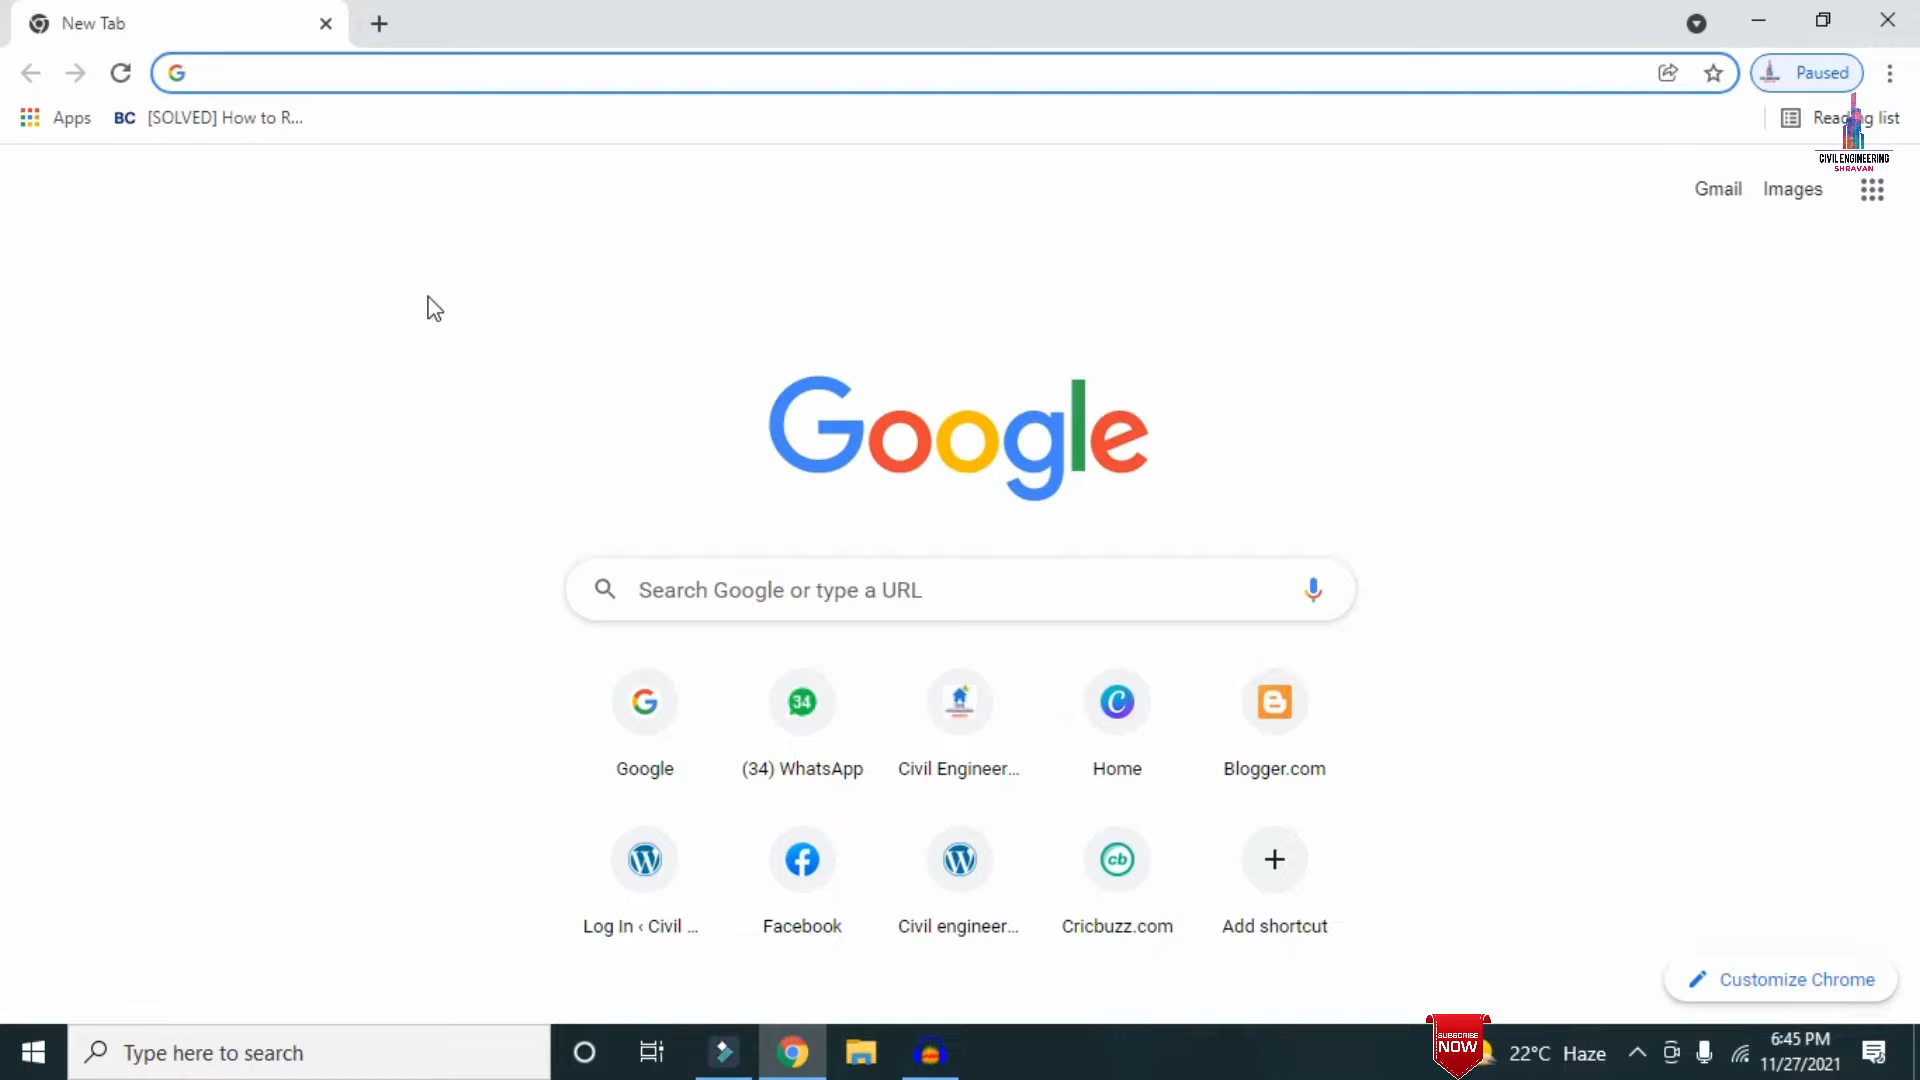 New Tab
Paused
Apps
BC [SOLVED] How to R...
Reading list
CIVIL ENGINEERING
SHRAVAN
Gmail Images
Google
Search Google or type a URL
34
Google (34) WhatsApp Civil Engineer... Home Blogger.com
cb
Log In ‹ Civil ... Facebook Civil engineer... Cricbuzz.com Add shortcut
Customize Chrome
Type here to search
SUBSCRIBE
NOW
22°C Haze
6:45 PM
11/27/2021